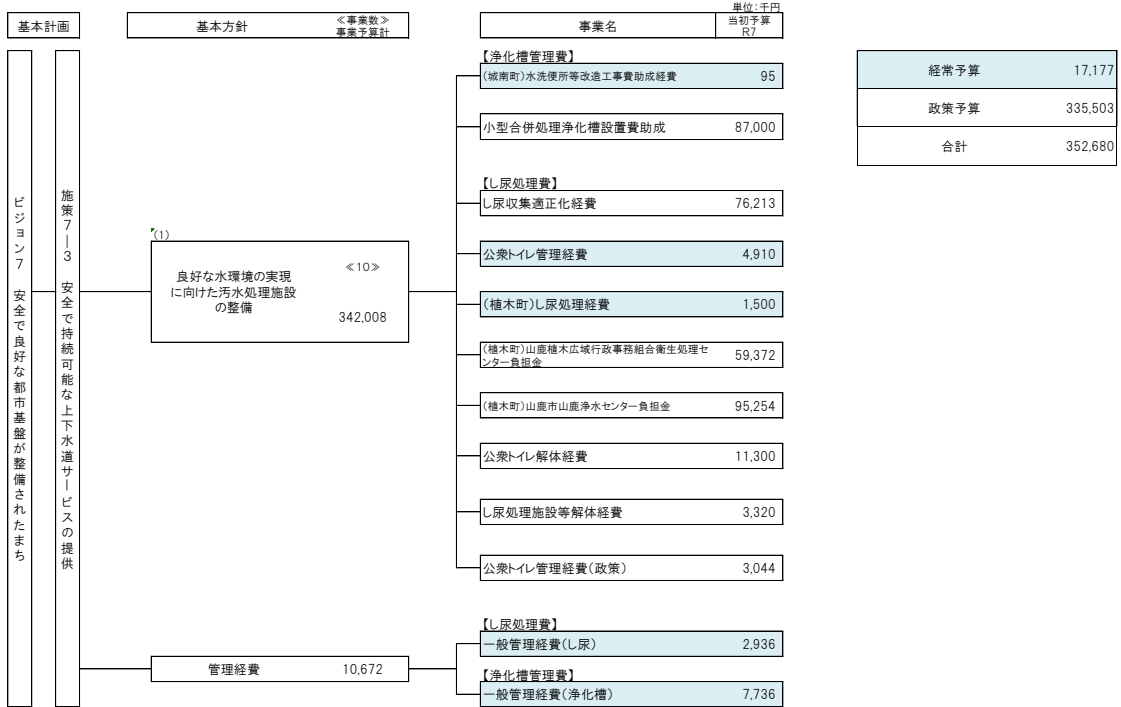 単位:千円
基本計画
基本方針
≪事業数≫
事業予算計
事業名
当初予算
R7
ビジョン7 安全で良好な都市基盤が整備されたまち
施策7―3 安全で持続可能な上下水道サービスの提供
(1)
良好な水環境の実現
に向けた汚水処理施設
の整備
≪10≫
342,008
【浄化槽管理費】
(城南町)水洗便所等改造工事費助成経費 95
小型合併処理浄化槽設置費助成 87,000
【し尿処理費】
し尿収集適正化経費 76,213
公衆トイレ管理経費 4,910
(植木町)し尿処理経費 1,500
(植木町)山鹿植木広域行政事務組合衛生処理セ
ンター負担金 59,372
(植木町)山鹿市山鹿浄水センター負担金 95,254
公衆トイレ解体経費 11,300
し尿処理施設等解体経費 3,320
公衆トイレ管理経費(政策) 3,044
管理経費 10,672
【し尿処理費】
一般管理経費(し尿) 2,936
【浄化槽管理費】
一般管理経費(浄化槽) 7,736
経常予算 17,177
政策予算 335,503
合計 352,680